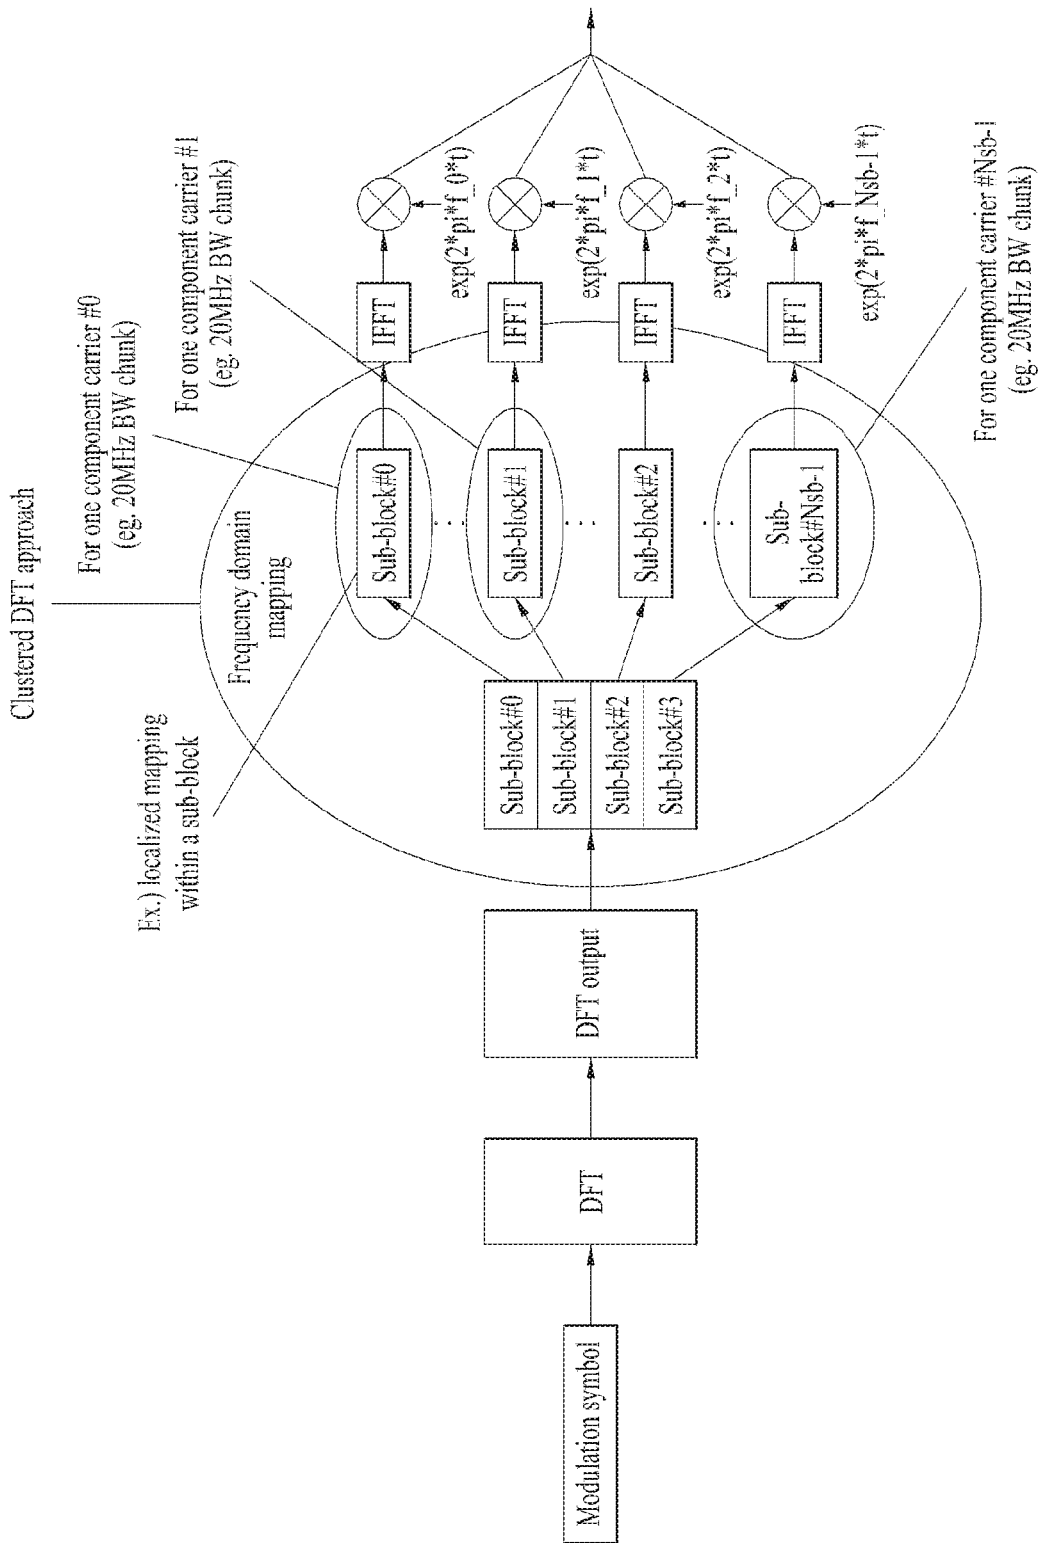 Clustered DFT approach
For one component carrier #0
(eg. 20MHz BW chunk)
For one component carrier #1
(eg. 20MHz BW chunk)
Ex.) localized mapping
within a sub-block
Frequency domain
mapping
Modulation symbol
DFT
DFT output
Sub-block#0
Sub-block#1
Sub-block#2
Sub-block#3
Sub-block#0
IFFT
exp(2*pi*f_0*t)
...
Sub-block#1
IFFT
exp(2*pi*f_1*t)
...
Sub-block#2
IFFT
exp(2*pi*f_2*t)
...
Sub-
block#Nsb-1
IFFT
exp(2*pi*f_Nsb-1*t)
For one component carrier #Nsb-1
(eg. 20MHz BW chunk)